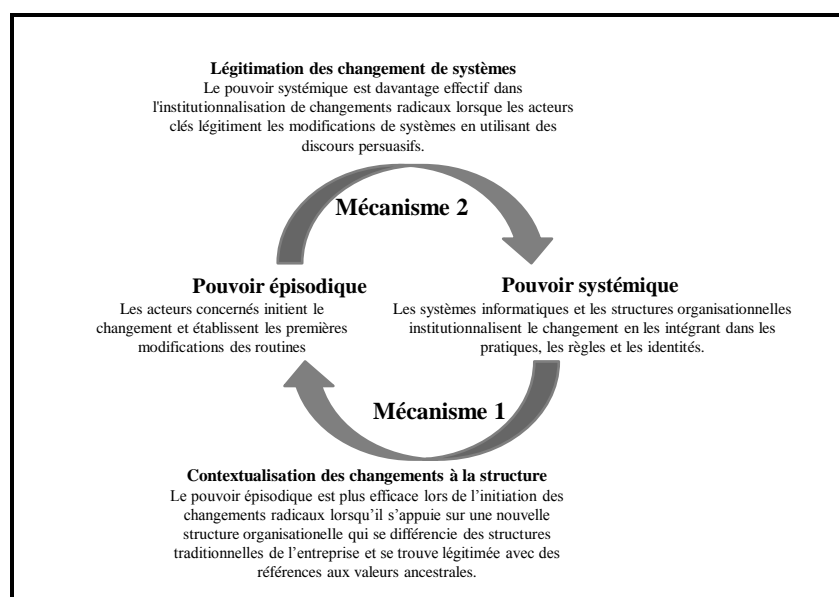 Légitimation des changement de systèmes
Le pouvoir systémique est davantage effectif dans
l'institutionnalisation de changements radicaux lorsque les acteurs
clés légitiment les modifications de systèmes en utilisant des
discours persuasifs.
Mécanisme 2
Pouvoir épisodique
Les acteurs concernés initient le
changement et établissent les premières
modifications des routines
Pouvoir systémique
Les systèmes informatiques et les structures organisationnelles
institutionnalisent le changement en les intégrant dans les
pratiques, les règles et les identités.
Mécanisme 1
Contextualisation des changements à la structure
Le pouvoir épisodique est plus efficace lors de l’initiation des
changements radicaux lorsqu’il s’appuie sur une nouvelle
structure organisationelle qui se différencie des structures
traditionnelles de l’entreprise et se trouve légitimée avec des
références aux valeurs ancestrales.